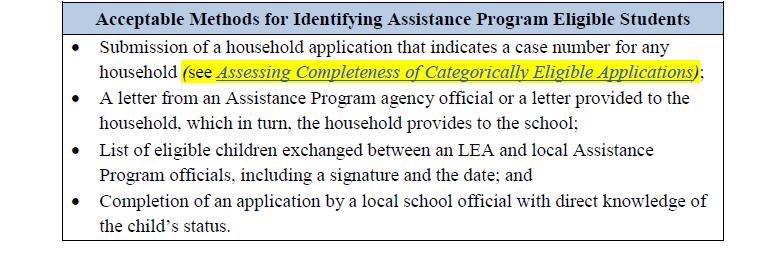 Acceptable Methods for Identifying Assistance Program Eligible Students
• Submission of a household application that indicates a case number for any
household (see Assessing Completeness of Categorically Eligible Applications);
• A letter from an Assistance Program agency official or a letter provided to the
household, which in turn, the household provides to the school;
• List of eligible children exchanged between an LEA and local Assistance
Program officials, including a signature and the date; and
• Completion of an application by a local school official with direct knowledge of
the child's status.